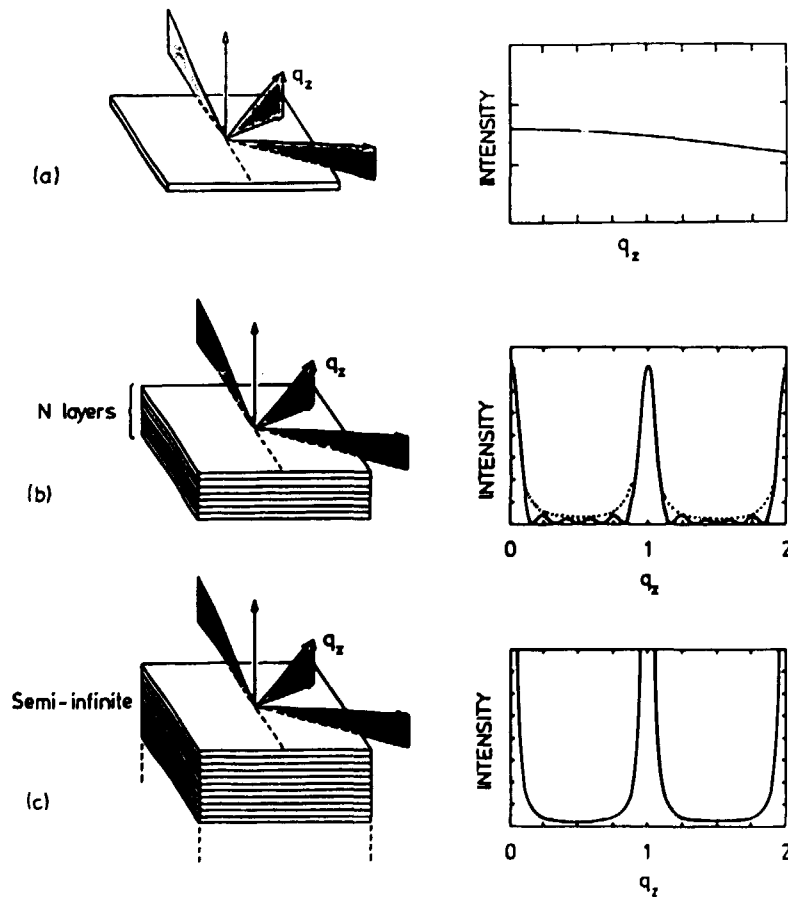 q_z
(a)
INTENSITY
q_z
N layers
q_z
(b)
INTENSITY
0 1 2
q_z
Semi-infinite
q_z
(c)
INTENSITY
0 1 2
q_z